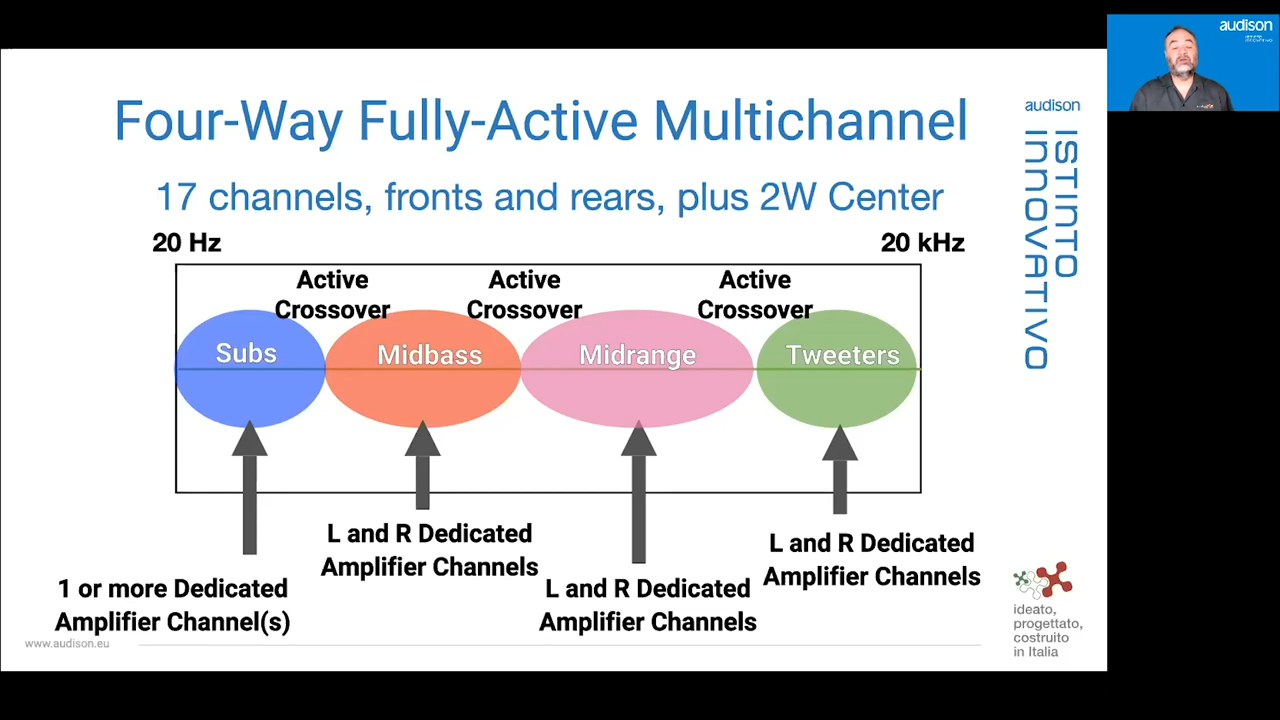 Four-Way Fully-Active Multichannel
17 channels, fronts and rears, plus 2W Center
20 Hz
20 kHz
Active
Crossover
Active
Crossover
Active
Crossover
Subs
Midbass
Midrange
Tweeters
1 or more Dedicated
Amplifier Channel(s)
L and R Dedicated
Amplifier Channels
L and R Dedicated
Amplifier Channels
L and R Dedicated
Amplifier Channels
www.audison.eu
audison
ISTINTO
INNOVATIVO
ideato,
progettato,
costruito
in Italia
audison